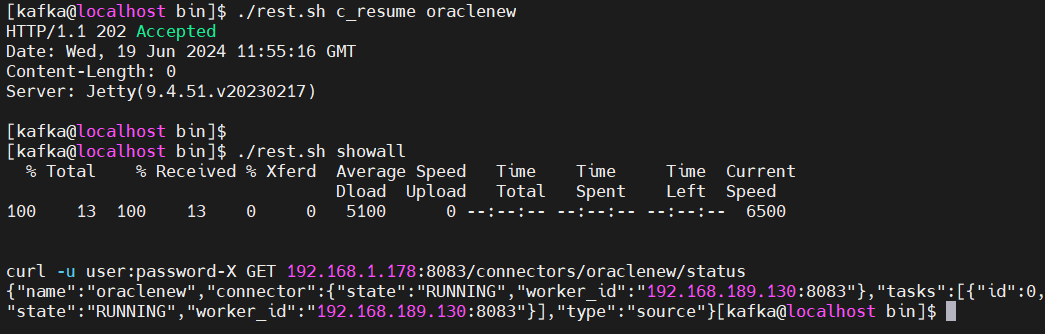 [kafka@localhost bin]$ ./rest.sh c_resume oraclenew
HTTP/1.1 202 Accepted
Date: Wed, 19 Jun 2024 11:55:16 GMT
Content-Length: 0
Server: Jetty(9.4.51.v20230217)
[kafka@localhost bin]$
[kafka@localhost bin]$ ./rest.sh showall
  % Total    % Received % Xferd  Average Speed   Time    Time     Time  Current
                                 Dload  Upload   Total   Spent    Left  Speed
100    13  100    13    0     0   5100      0 --:--:-- --:--:-- --:--:--  6500
curl -u user:password-X GET 192.168.1.178:8083/connectors/oraclenew/status
{"name":"oraclenew","connector":{"state":"RUNNING","worker_id":"192.168.189.130:8083"},"tasks":[{"id":0,
"state":"RUNNING","worker_id":"192.168.189.130:8083"}],"type":"source"}[kafka@localhost bin]$